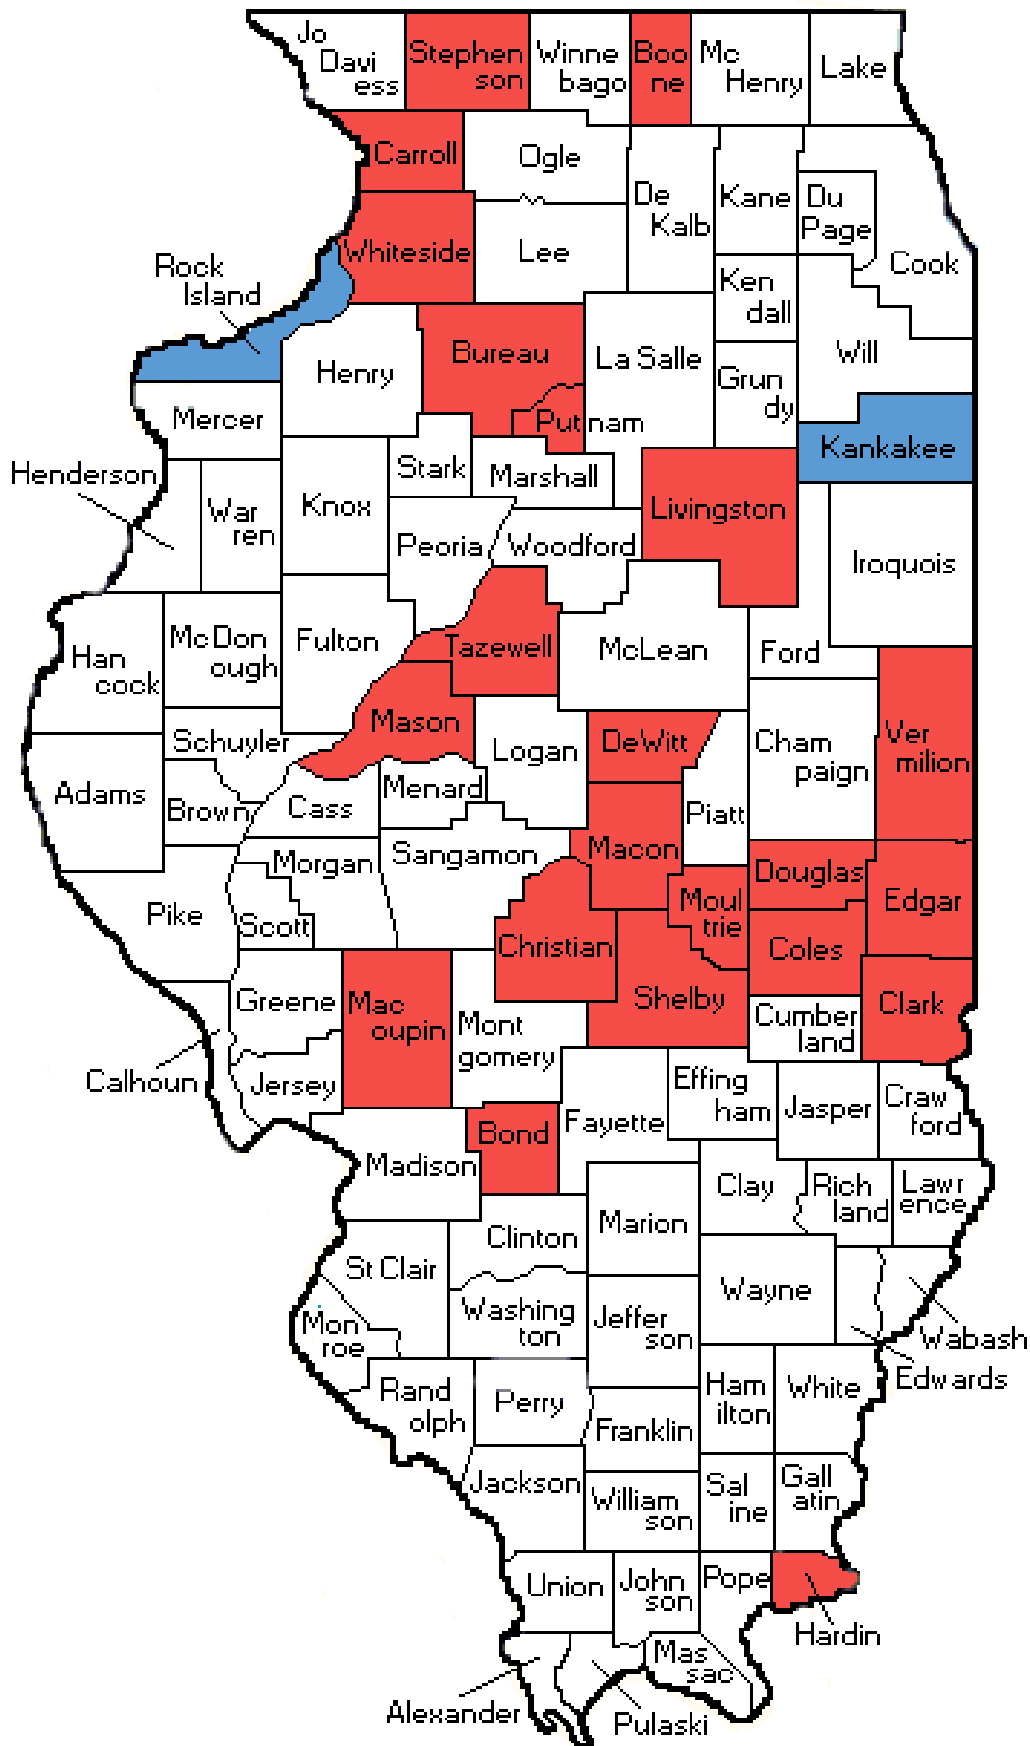 Jo
Davi
ess
Stephen
son
Winne
bago
Boo
ne
Mc
Henry
Lake
Carroll
Ogle
De
Kalb
Kane
Du
Page
Cook
Whiteside
Lee
Rock
Island
Ken
dall
Henry
Bureau
La Salle
Will
Grun
dy
Mercer
Putnam
Kankakee
Henderson
Stark
Marshall
War
ren
Knox
Livingston
Peoria
Woodford
Iroquois
Han
cock
Mc Don
ough
Fulton
Tazewell
McLean
Ford
Schuyler
Mason
Logan
DeWitt
Cham
paign
Ver
milion
Adams
Brown
Cass
Menard
Piatt
Morgan
Sangamon
Macon
Douglas
Pike
Scott
Christian
Moul
trie
Coles
Edgar
Greene
Mac
oupin
Mont
gomery
Shelby
Cumber
land
Clark
Calhoun
Jersey
Bond
Fayette
Effing
ham
Jasper
Craw
ford
Madison
Clay
Rich
land
Lawr
ence
Clinton
Marion
St Clair
Wayne
Washing
ton
Jeffer
son
Mon
roe
Wabash
Edwards
Rand
olph
Perry
Ham
ilton
White
Franklin
Jackson
William
son
Sal
ine
Gall
atin
Union
John
son
Pope
Hardin
Mas
sac
Alexander
Pulaski